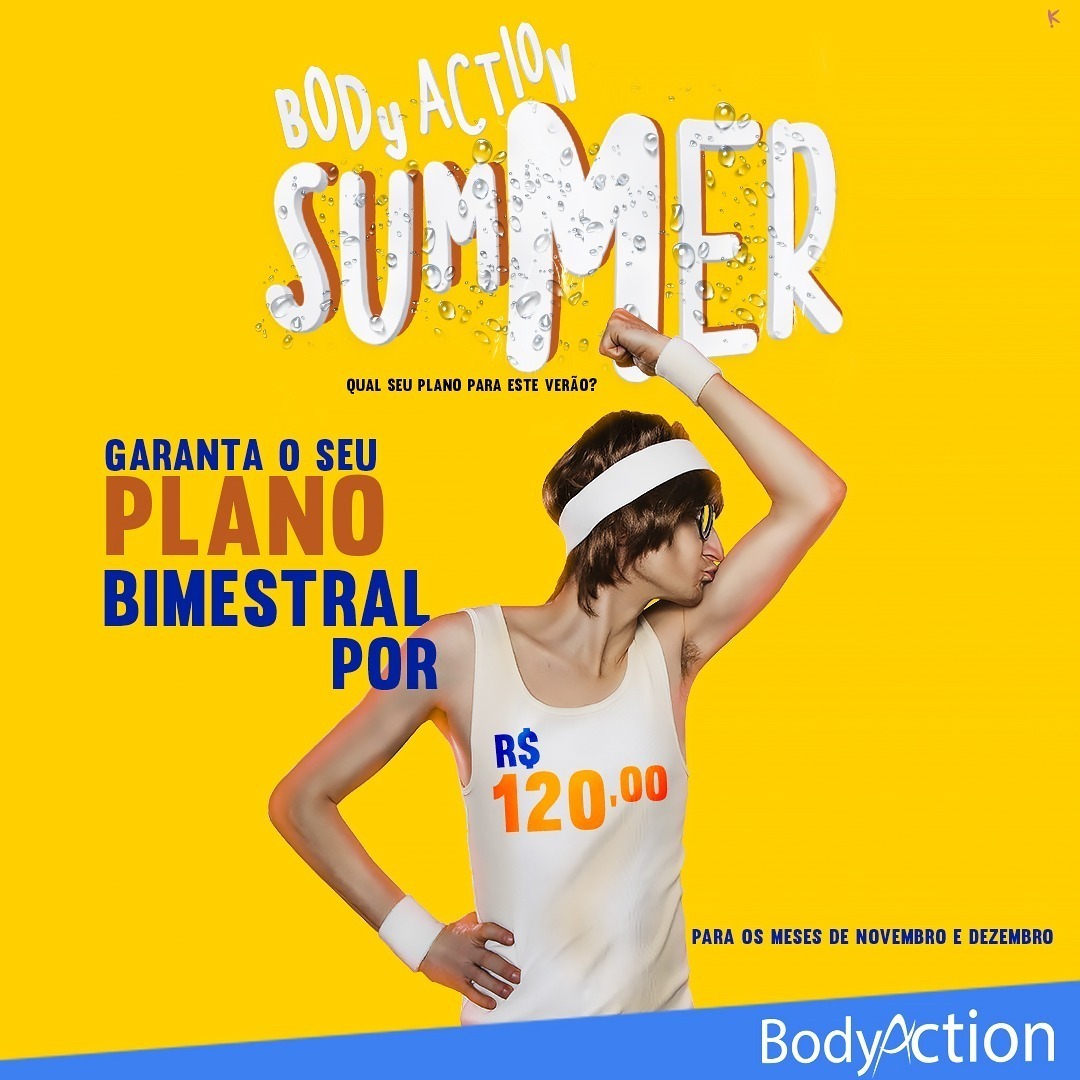 BODy ACTION
SUMMER
QUAL SEU PLANO PARA ESTE VERÃO?
GARANTA O SEU
PLANO
BIMESTRAL
POR
R$
120,00
PARA OS MESES DE NOVEMBRO E DEZEMBRO
BodyAction
K